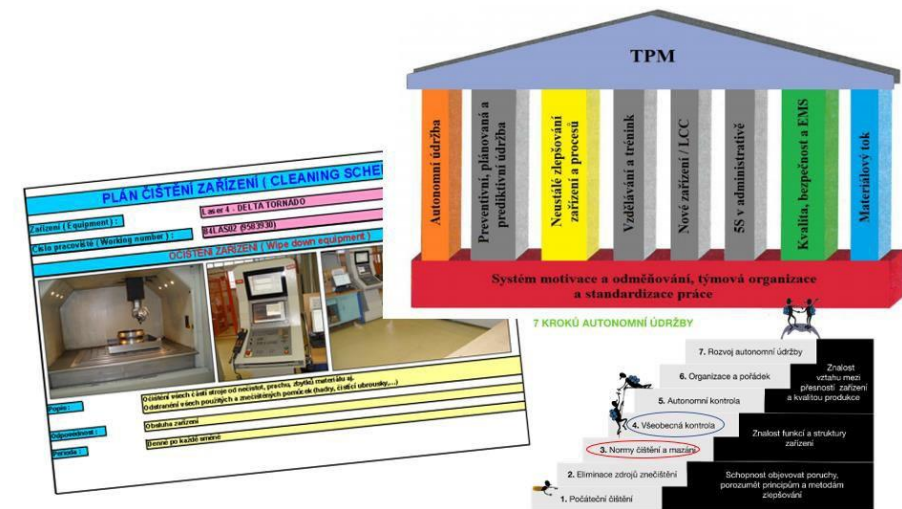 TPM
Autonomní údržba
Preventivní, plánovaná a
prediktivní údržba
Neustálé zlepšování
zařízení a procesů
Vzdělávání a trénink
Nové zařízení / LCC
5S v administrativě
Kvalita, bezpečnost a EMS
Materiálový tok
Systém motivace a odměňování, týmová organizace
a standardizace práce
PLÁN ČIŠTĚNÍ ZAŘÍZENÍ ( CLEANING SCHE
Zařízení ( Equipment ) :
Laser 4 - DELTA TORNADO
Číslo pracoviště ( Working number ) :
B4LAS02 (9583930)
OČIŠTĚNÍ ZAŘÍZENÍ ( Wipe down equipment )
Popis :
Očištění všech částí stroje od nečistot, prachu, zbytků materiálu aj.
Odstranění všech použitých a znečištěných pomůcek (hadry, čistící ubrousky,...)
Odpovědnost :
Obsluha zařízení
Perioda :
Denně po každé směně
7 KROKŮ AUTONOMNÍ ÚDRŽBY
7. Rozvoj autonomní údržby
6. Organizace a pořádek
5. Autonomní kontrola
4. Všeobecná kontrola
3. Normy čištění a mazání
2. Eliminace zdrojů znečištění
1. Počáteční čištění
Znalost
vztahu mezi
přesností zařízení
a kvalitou produkce
Znalost funkcí a struktury
zařízení
Schopnost objevovat poruchy,
porozumět principům a metodám
zlepšování